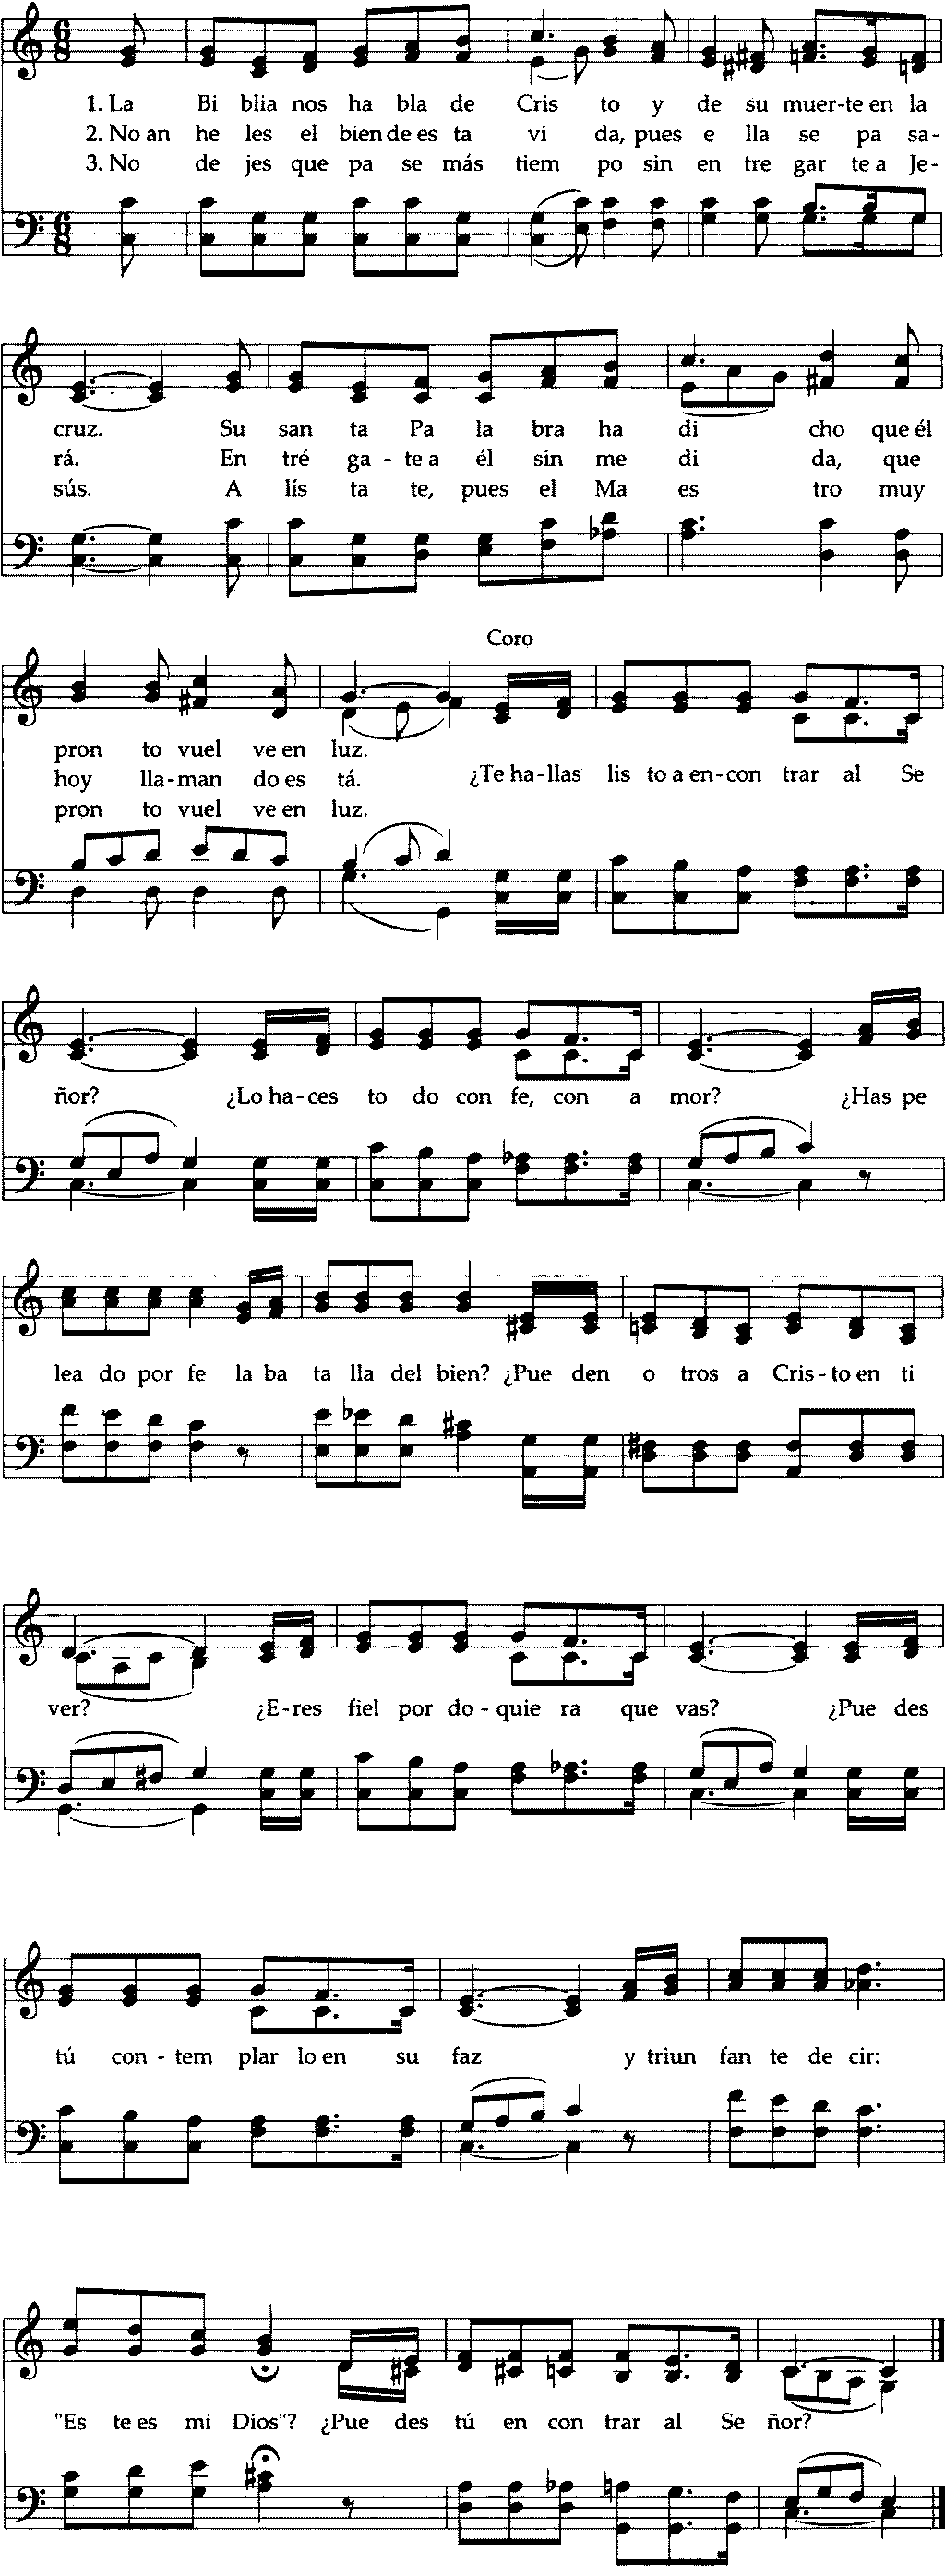 1. La Bi blia nos ha bla de Cris to y de su muer-te en la
2. No an he les el bien de es ta vi da, pues e lla se pa sa-
3. No de jes que pa se más tiem po sin en tre gar te a Je-
cruz. Su san ta Pa la bra ha di cho que él
rá. En tré ga - te a él sin me di da, que
sús. A lís ta te, pues el Ma es tro muy
Coro
pron to vuel ve en luz.
hoy lla-man do es tá. ¿Te ha-llas lis to a en-con trar al Se
pron to vuel ve en luz.
ñor? ¿Lo ha-ces to do con fe, con a mor? ¿Has pe
lea do por fe la ba ta lla del bien? ¿Pue den o tros a Cris-to en ti
ver? ¿E-res fiel por do-quie ra que vas? ¿Pue des
tú con-tem plar lo en su faz y triun fan te de cir:
"Es te es mi Dios"? ¿Pue des tú en con trar al Se ñor?